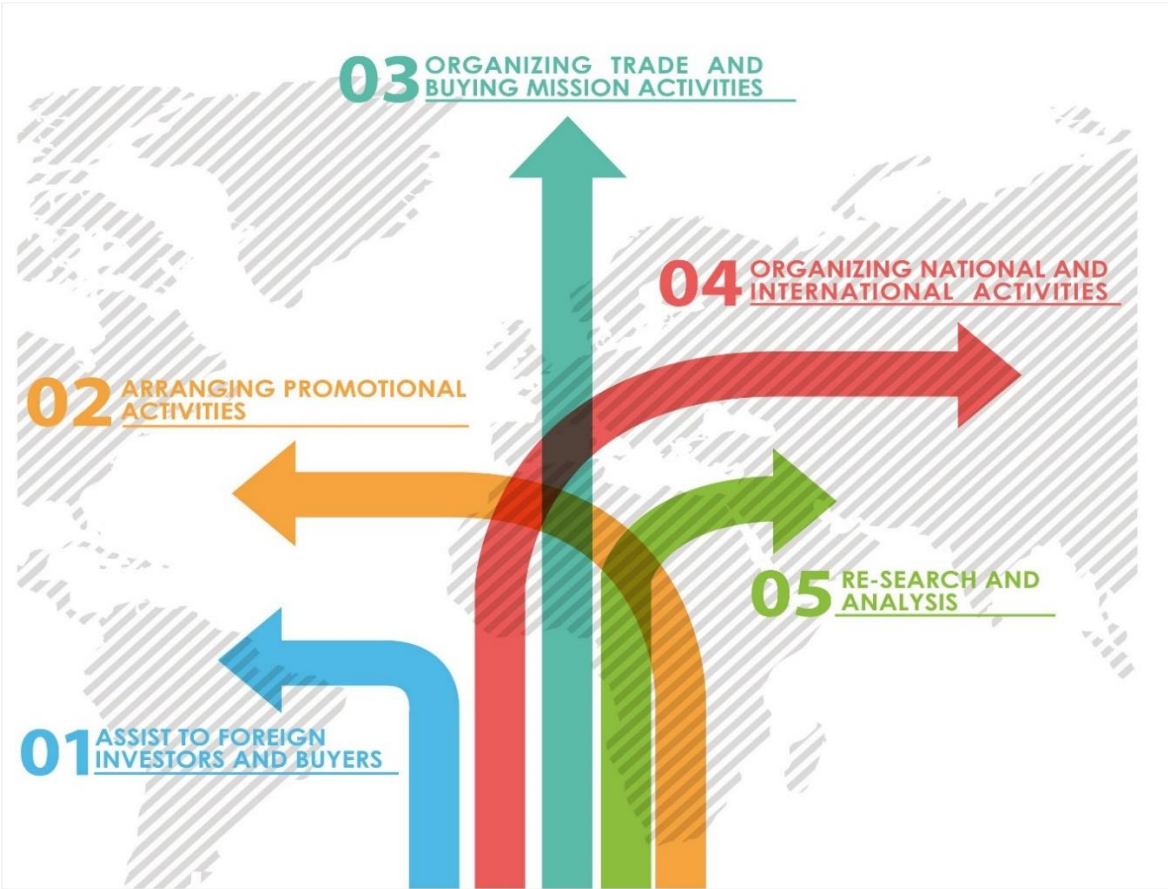 03 ORGANIZING TRADE AND
BUYING MISSION ACTIVITIES
04 ORGANIZING NATIONAL AND
INTERNATIONAL ACTIVITIES
02 ARRANGING PROMOTIONAL
ACTIVITIES
05 RE-SEARCH AND
ANALYSIS
01 ASSIST TO FOREIGN
INVESTORS AND BUYERS